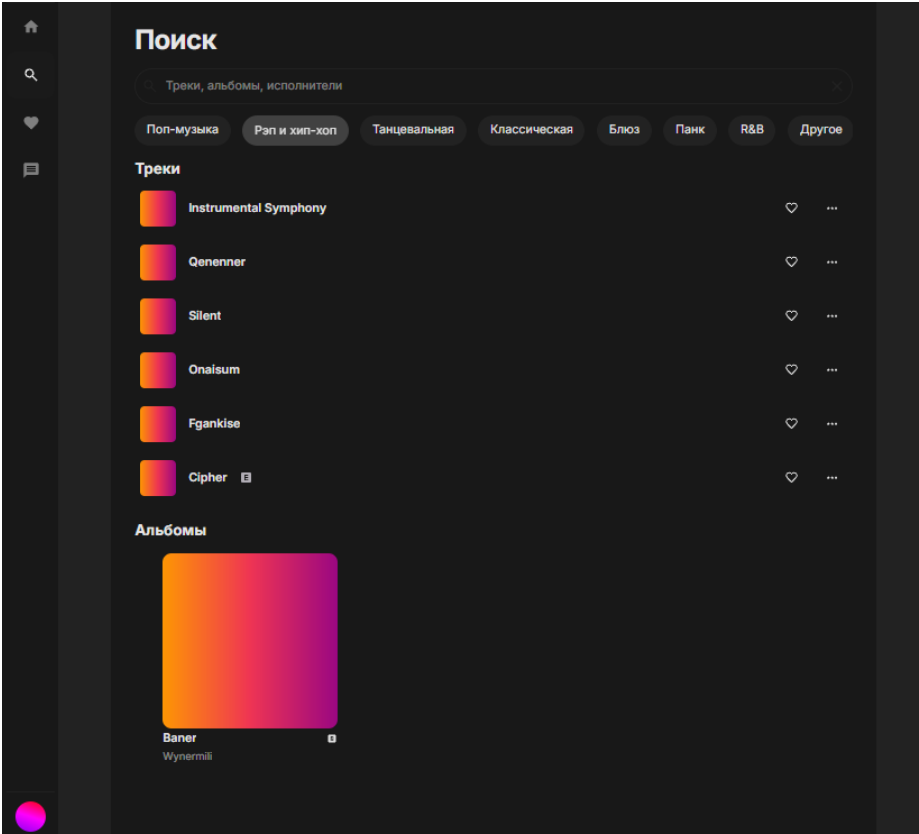 Поиск
Треки, альбомы, исполнители
Поп-музыка Рэп и хип-хоп Танцевальная Классическая Блюз Панк R&B Другое
Треки
Instrumental Symphony
Qenenner
Silent
Onaisum
Fgankise
Cipher E
Альбомы
Baner
Wynermili